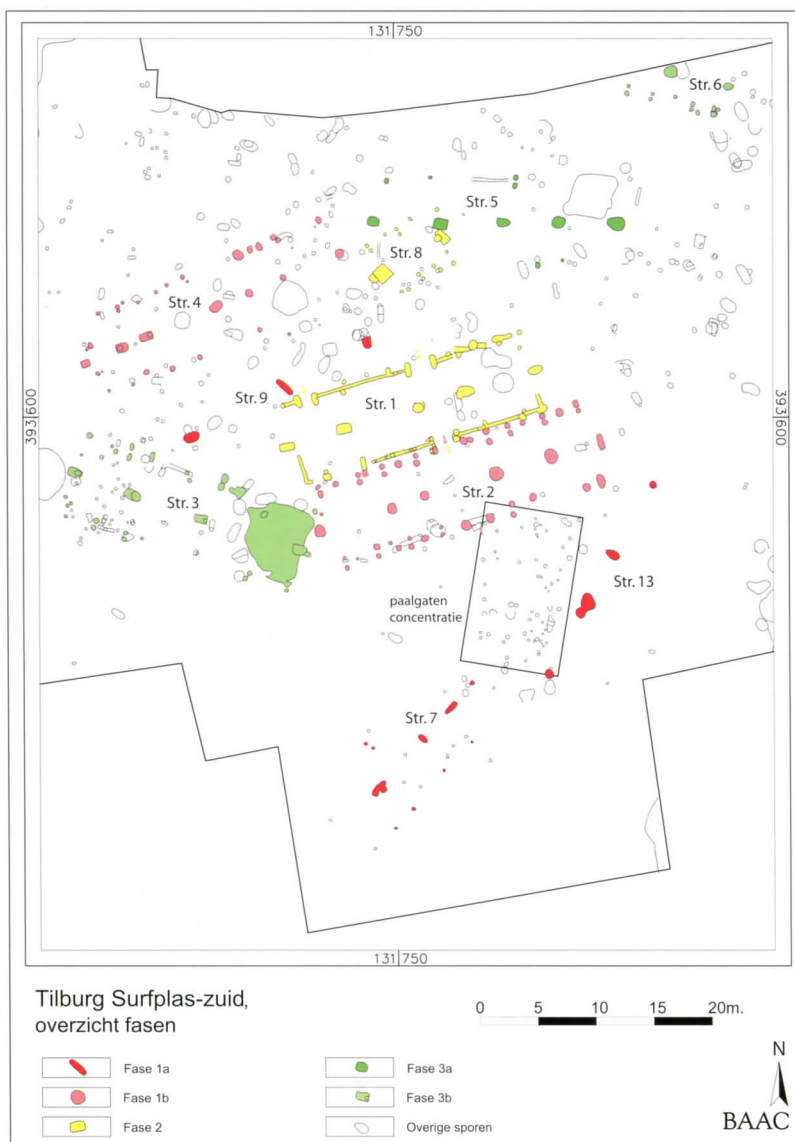 131|750
Str. 6
Str. 5
Str. 8
Str. 4
Str. 9
Str. 1
393|600
393|600
Str. 3
Str. 2
Str. 13
paalgaten
concentratie
Str. 7
131|750
Tilburg Surfplas-zuid,
overzicht fasen
0 5 10 15 20m.
Fase 1a
Fase 3a
Fase 1b
Fase 3b
Fase 2
Overige sporen
N
BAAC